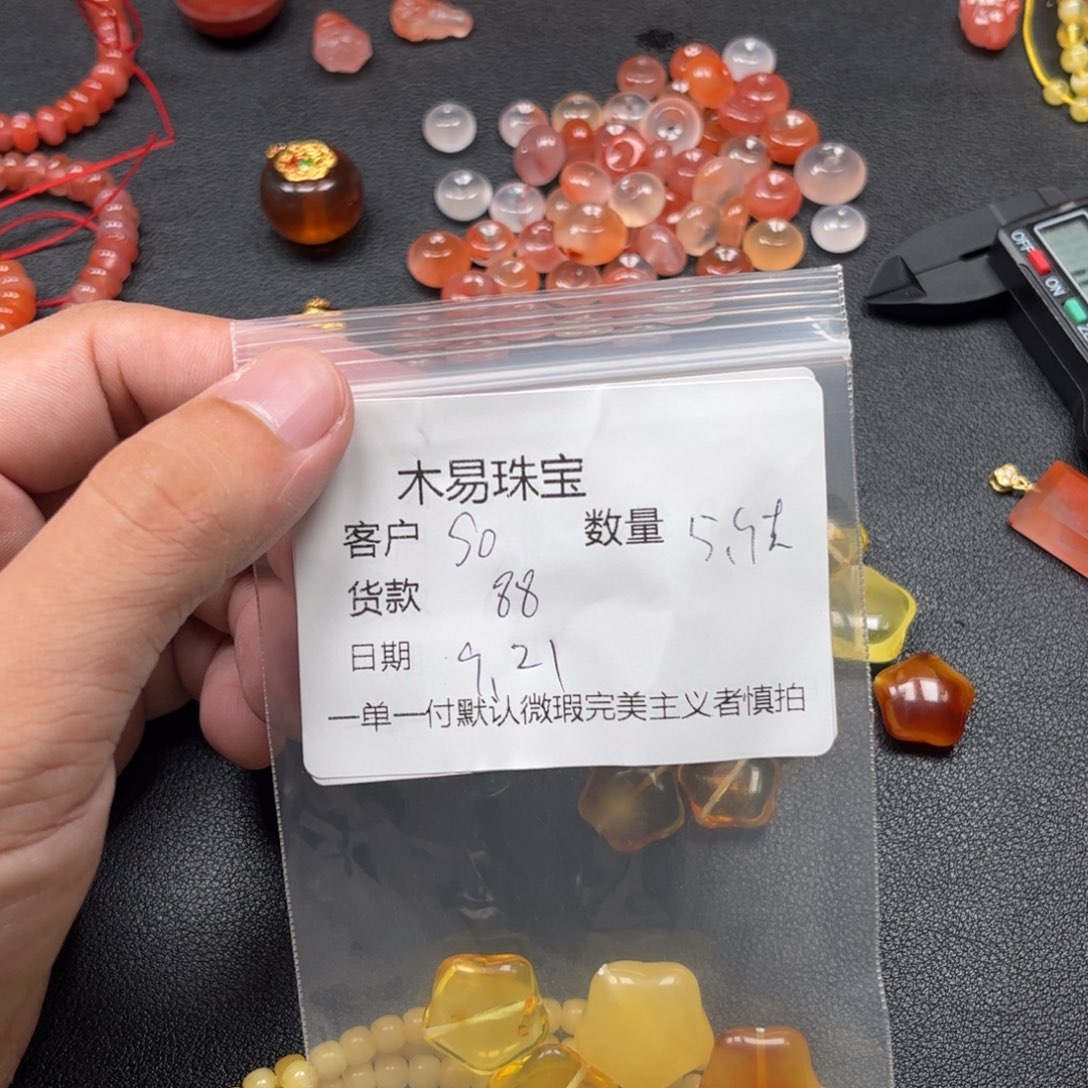 木易珠宝
客户 So 数量 5.9
货款 88
日期 9.21
一单一付默认微瑕完美主义者慎拍
OFF
ON